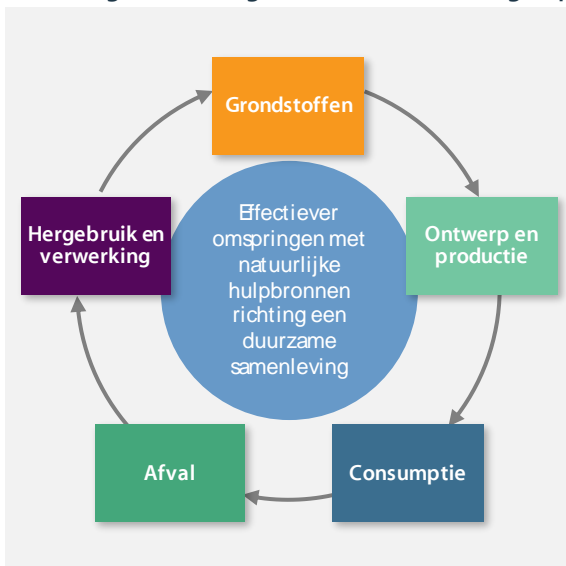 Grondstoffen
Effectiever
omspringen met
natuurlijke
hulpbronnen
richting een
duurzame
samenleving
Ontwerp en
productie
Consumptie
Afval
Hergebruik en
verwerking